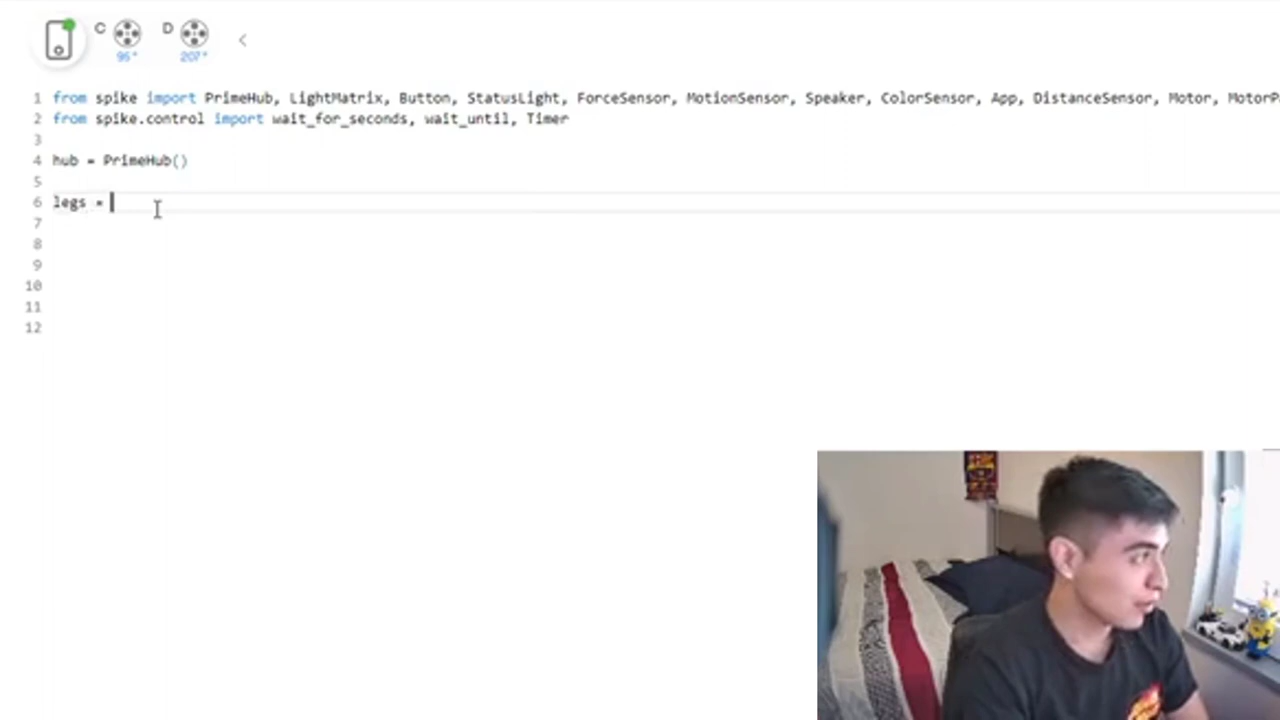 C D
95° 207°
1 from spike import PrimeHub, LightMatrix, Button, StatusLight, ForceSensor, MotionSensor, Speaker, ColorSensor, App, DistanceSensor, Motor, MotorP
2 from spike.control import wait_for_seconds, wait_until, Timer
3
4 hub = PrimeHub()
5
6 legs =
7
8
9
10
11
12